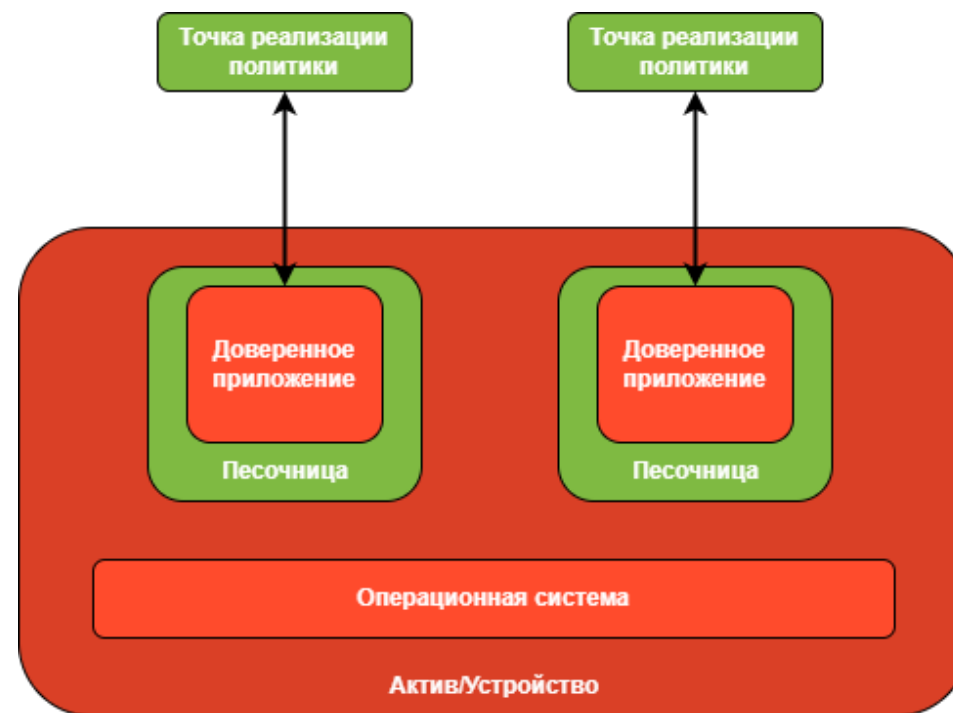 Точка реализации
политики
Точка реализации
политики
Доверенное
приложение
Доверенное
приложение
Песочница
Песочница
Операционная система
Актив/Устройство